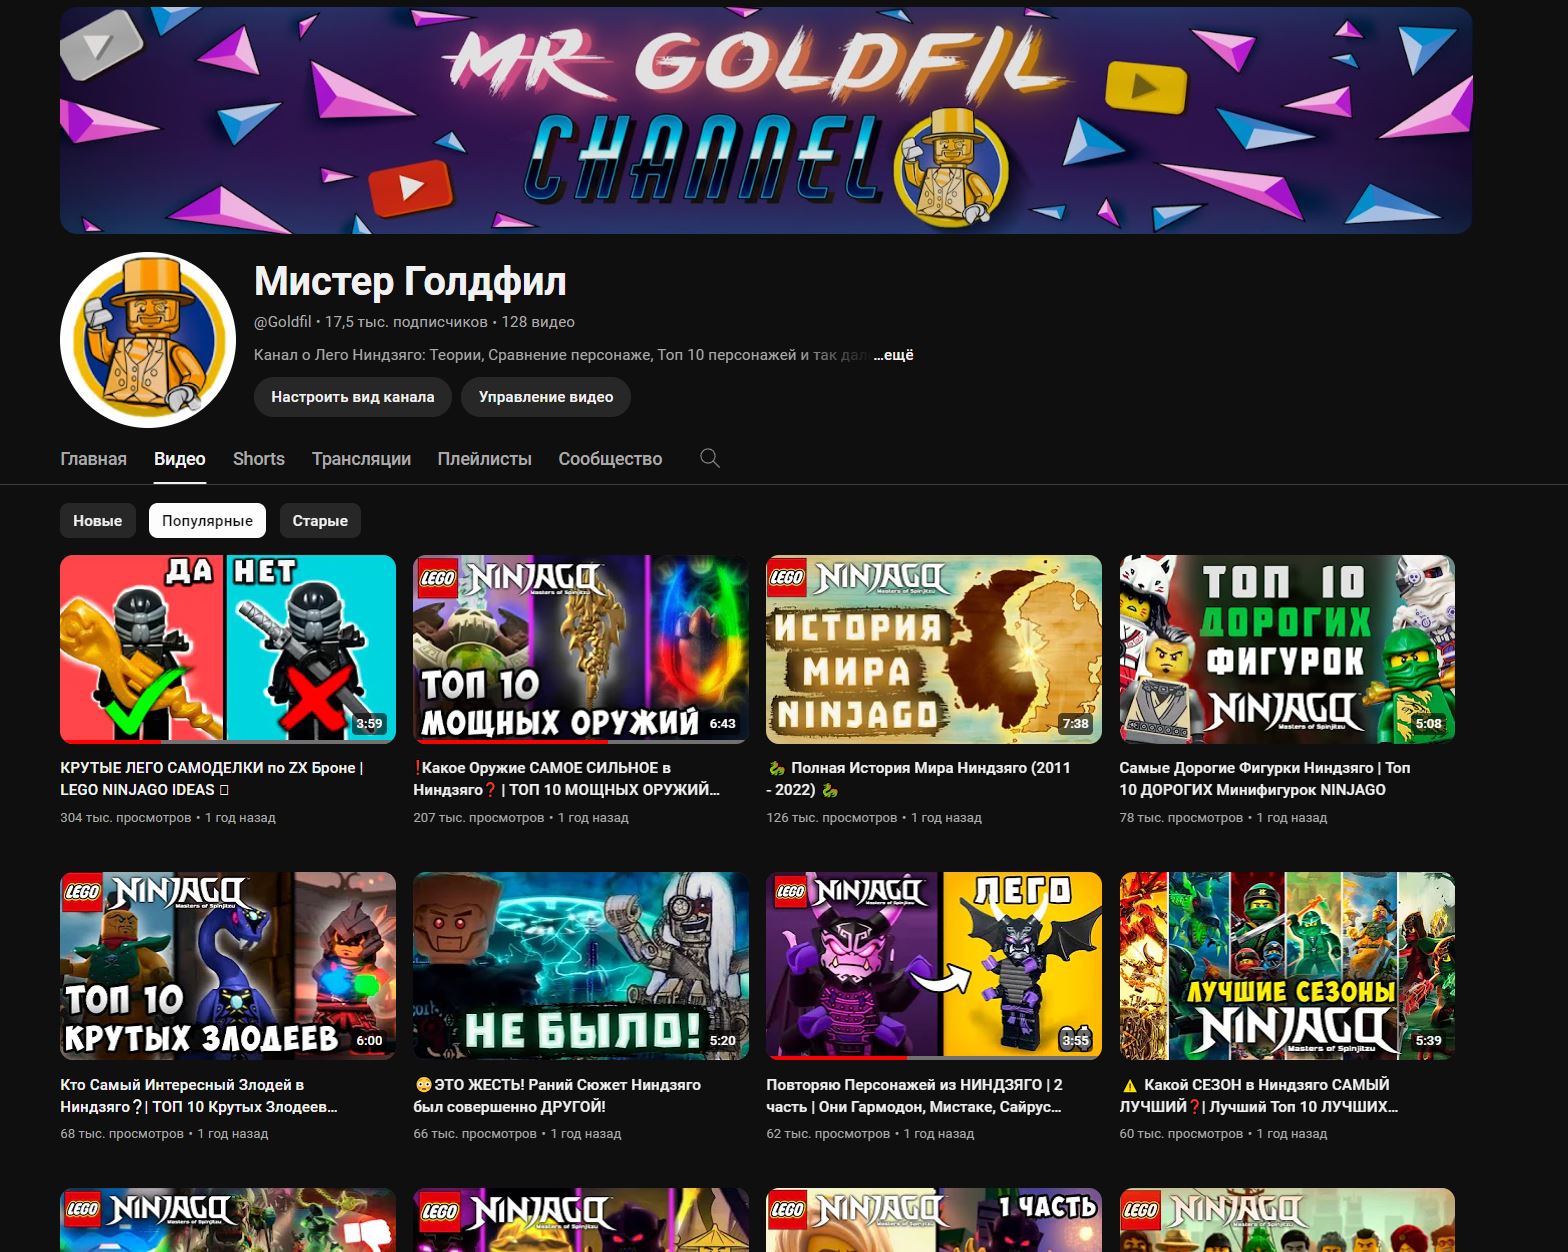 MR GOLDFIL
CHANNEL
Мистер Голдфил
@Goldfil • 17,5 тыс. подписчиков • 128 видео
Канал о Лего Ниндзяго: Теории, Сравнение персонаже, Топ 10 персонажей и так дал ...ещё
Настроить вид канала Управление видео
Главная Видео Shorts Трансляции Плейлисты Сообщество
Новые Популярные Старые
ДА НЕТ
3:59
LEGO NINJAGO
Masters of Spinjitzu
ТОП 10
МОЩНЫХ ОРУЖИЙ
6:43
LEGO NINJAGO
Masters of Spinjitzu
ИСТОРИЯ
МИРА
NINJAGO
7:38
ТОП 10
ДОРОГИХ
ФИГУРОК
NINJAGO
Masters of Spinjitzu
5:08
КРУТЫЕ ЛЕГО САМОДЕЛКИ по ZX Броне |
LEGO NINJAGO IDEAS
❗Какое Оружие САМОЕ СИЛЬНОЕ в
Ниндзяго❓ | ТОП 10 МОЩНЫХ ОРУЖИЙ...
🐉 Полная История Мира Ниндзяго (2011
- 2022) 🐉
Самые Дорогие Фигурки Ниндзяго | Топ
10 ДОРОГИХ Минифигурок NINJAGO
304 тыс. просмотров • 1 год назад
207 тыс. просмотров • 1 год назад
126 тыс. просмотров • 1 год назад
78 тыс. просмотров • 1 год назад
LEGO NINJAGO
Masters of Spinjitzu
ТОП 10
КРУТЫХ ЗЛОДЕЕВ
6:00
НЕ БЫЛО!
5:20
LEGO NINJAGO
Masters of Spinjitzu
ЛЕГО
3:55
ЛУЧШИЕ СЕЗОНЫ
NINJAGO
Masters of Spinjitzu
5:39
Кто Самый Интересный Злодей в
Ниндзяго❓| ТОП 10 Крутых Злодеев...
😳ЭТО ЖЕСТЬ! Раний Сюжет Ниндзяго
был совершенно ДРУГОЙ!
Повторяю Персонажей из НИНДЗЯГО | 2
часть | Они Гармодон, Мистаке, Сайрус...
⚠️ Какой СЕЗОН в Ниндзяго САМЫЙ
ЛУЧШИЙ❓| Лучший Топ 10 ЛУЧШИХ...
68 тыс. просмотров • 1 год назад
66 тыс. просмотров • 1 год назад
62 тыс. просмотров • 1 год назад
60 тыс. просмотров • 1 год назад
LEGO NINJAGO
Masters of Spinjitzu
LEGO NINJAGO
Masters of Spinjitzu
LEGO NINJAGO
Masters of Spinjitzu
1 ЧАСТЬ
LEGO NINJAGO
Masters of Spinjitzu